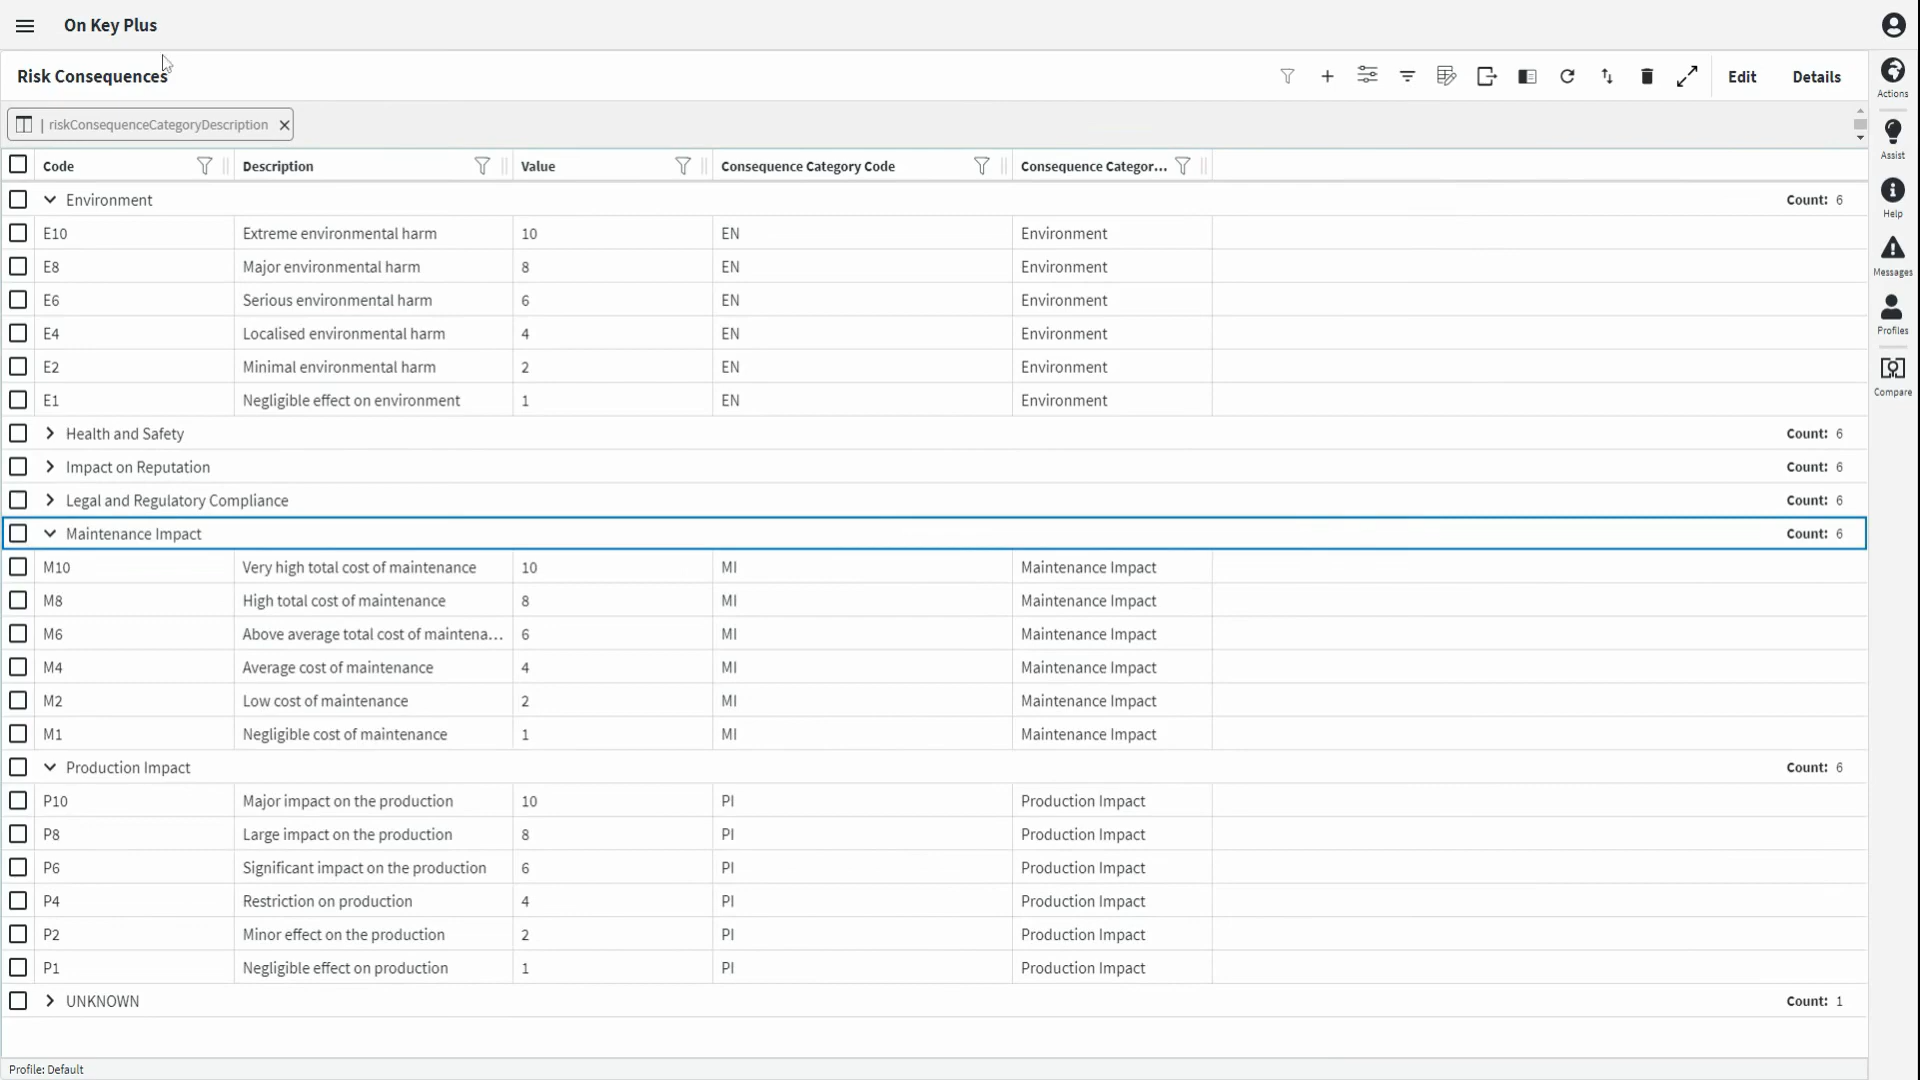 On Key Plus
Risk Consequences
Edit
Details
Actions
| riskConsequenceCategoryDescription
Assist
Code Description Value Consequence Category Code Consequence Categor...
Environment Count: 6
Help
E10 Extreme environmental harm 10 EN Environment
E8 Major environmental harm 8 EN Environment
Messages
E6 Serious environmental harm 6 EN Environment
E4 Localised environmental harm 4 EN Environment
Profiles
E2 Minimal environmental harm 2 EN Environment
E1 Negligible effect on environment 1 EN Environment
Compare
Health and Safety Count: 6
Impact on Reputation Count: 6
Legal and Regulatory Compliance Count: 6
Maintenance Impact Count: 6
M10 Very high total cost of maintenance 10 MI Maintenance Impact
M8 High total cost of maintenance 8 MI Maintenance Impact
M6 Above average total cost of maintena... 6 MI Maintenance Impact
M4 Average cost of maintenance 4 MI Maintenance Impact
M2 Low cost of maintenance 2 MI Maintenance Impact
M1 Negligible cost of maintenance 1 MI Maintenance Impact
Production Impact Count: 6
P10 Major impact on the production 10 PI Production Impact
P8 Large impact on the production 8 PI Production Impact
P6 Significant impact on the production 6 PI Production Impact
P4 Restriction on production 4 PI Production Impact
P2 Minor effect on the production 2 PI Production Impact
P1 Negligible effect on production 1 PI Production Impact
UNKNOWN Count: 1
Profile: Default